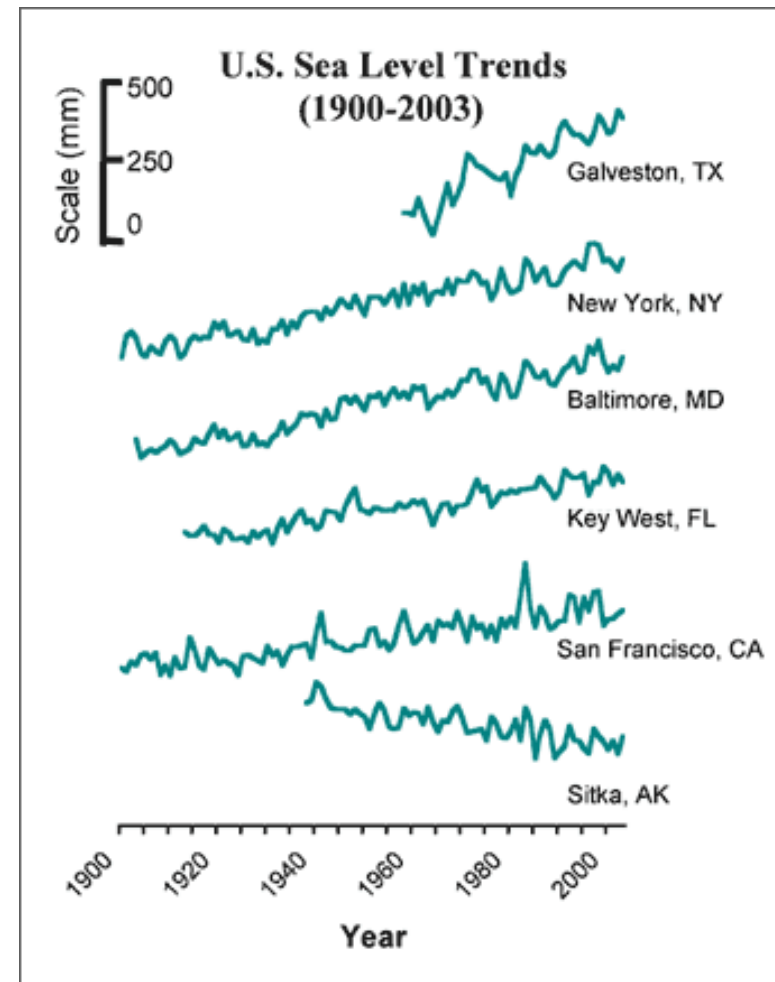 U.S. Sea Level Trends
(1900-2003)
Scale (mm)
500
250
0
Galveston, TX
New York, NY
Baltimore, MD
Key West, FL
San Francisco, CA
Sitka, AK
1900 1920 1940 1960 1980 2000
Year